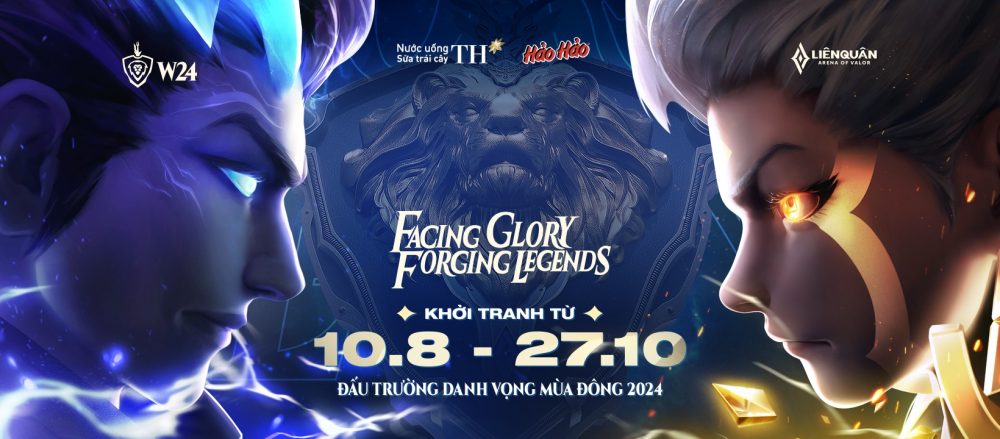 W24
Nước uống
Sữa trái cây
TH
Hảo Hảo
LIÊNQUÂN
ARENA OF VALOR
FACING GLORY
FORGING LEGENDS
KHỞI TRANH TỪ
10.8 - 27.10
ĐẤU TRƯỜNG DANH VỌNG MÙA ĐÔNG 2024